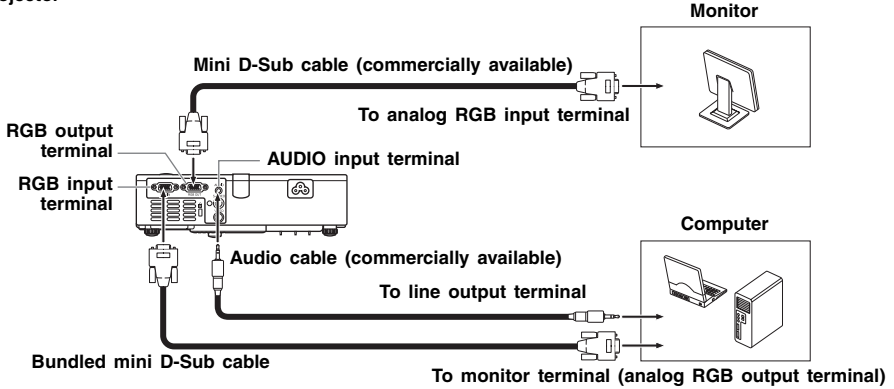 Monitor
Mini D-Sub cable (commercially available)
To analog RGB input terminal
RGB output
terminal
AUDIO input terminal
RGB input
terminal
Computer
Audio cable (commercially available)
To line output terminal
Bundled mini D-Sub cable
To monitor terminal (analog RGB output terminal)